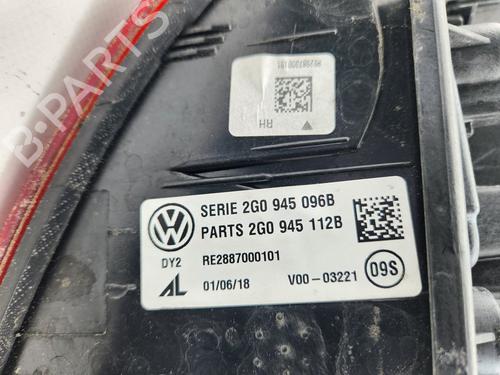 B-PARTS
RE2887000101
RH
SERIE 2G0 945 096B
PARTS 2G0 945 112B
DY2
RE2887000101
AL
01/06/18
V00-03221
09S